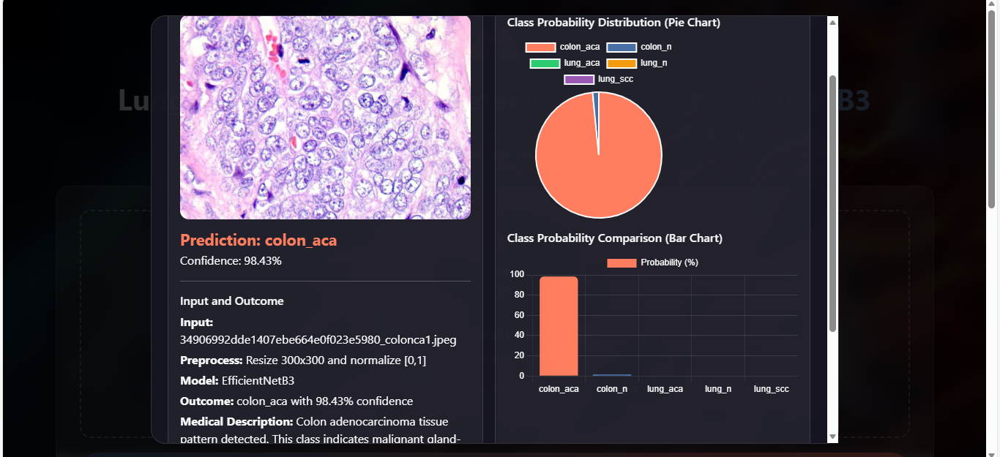 Lu
B3
Prediction: colon_aca
Confidence: 98.43%
Input and Outcome
Input:
34906992dde1407ebe664e0f023e5980_colonca1.jpeg
Preprocess: Resize 300x300 and normalize [0,1]
Model: EfficientNetB3
Outcome: colon_aca with 98.43% confidence
Medical Description: Colon adenocarcinoma tissue
pattern detected. This class indicates malignant gland-
Class Probability Distribution (Pie Chart)
colon_aca colon_n
lung_aca lung_n
lung_scc
Class Probability Comparison (Bar Chart)
Probability (%)
100
80
60
40
20
0
colon_aca colon_n lung_aca lung_n lung_scc